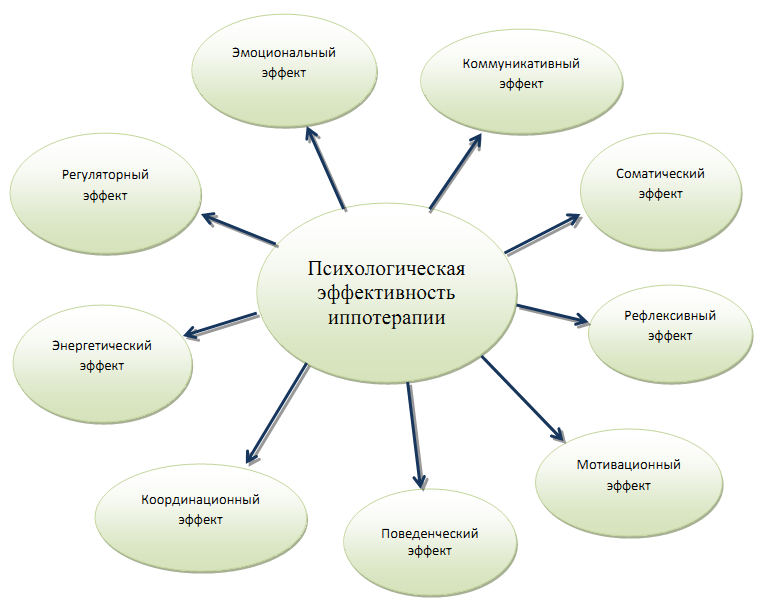 Эмоциональный
эффект
Коммуникативный
эффект
Регуляторный
эффект
Соматический
эффект
Психологическая
эффективность
иппотерапии
Энергетический
эффект
Рефлексивный
эффект
Координационный
эффект
Поведенческий
эффект
Мотивационный
эффект